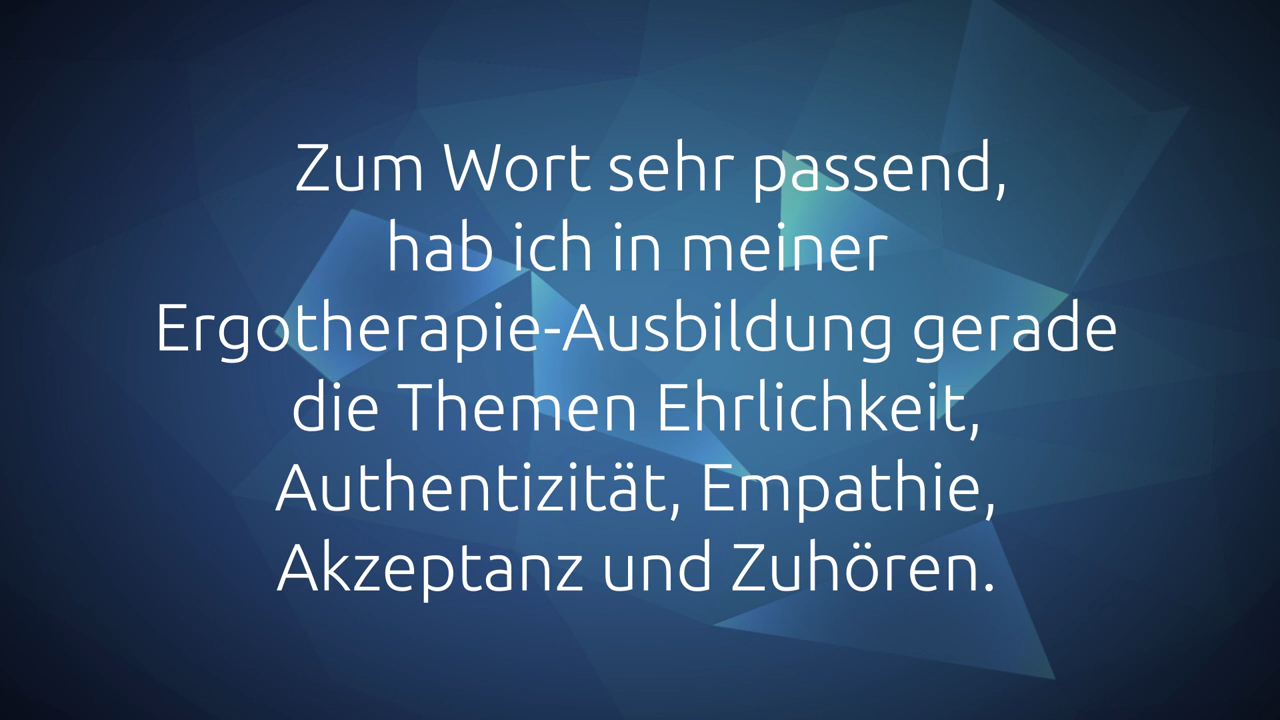 Zum Wort sehr passend,
hab ich in meiner
Ergotherapie-Ausbildung gerade
die Themen Ehrlichkeit,
Authentizität, Empathie,
Akzeptanz und Zuhören.